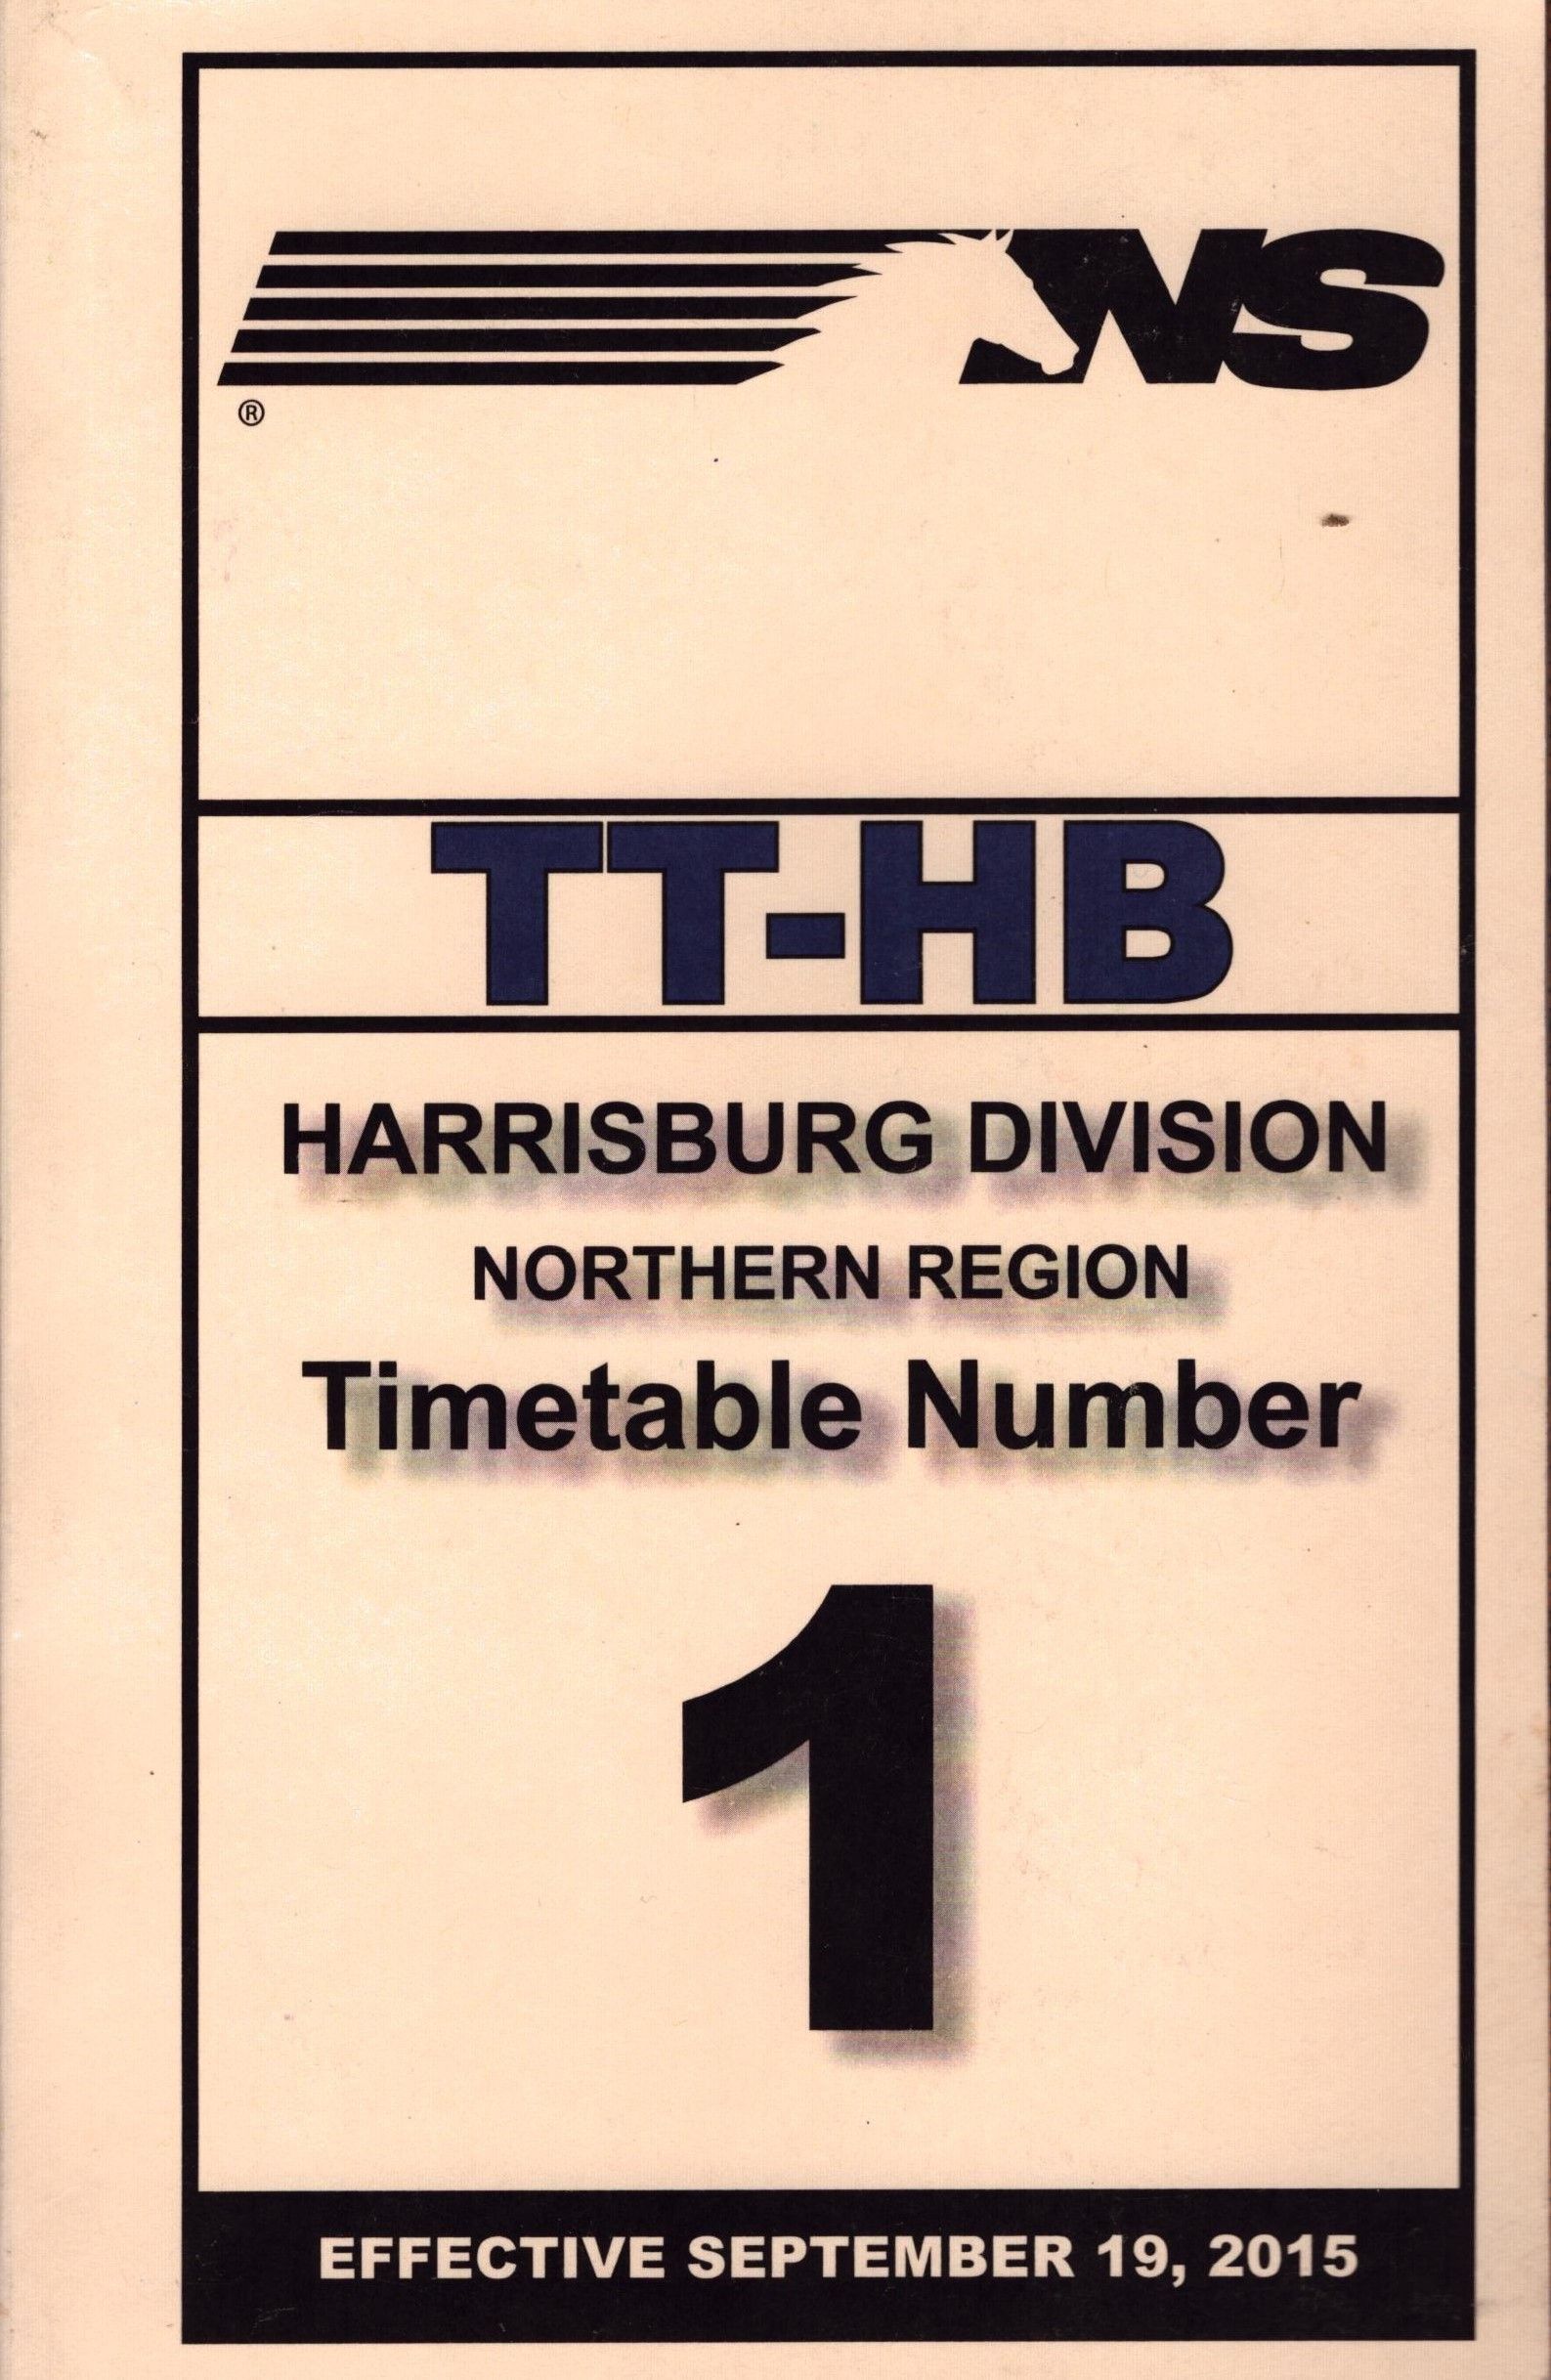 NS
®
TT-HB
HARRISBURG DIVISION
NORTHERN REGION
Timetable Number
1
EFFECTIVE SEPTEMBER 19, 2015